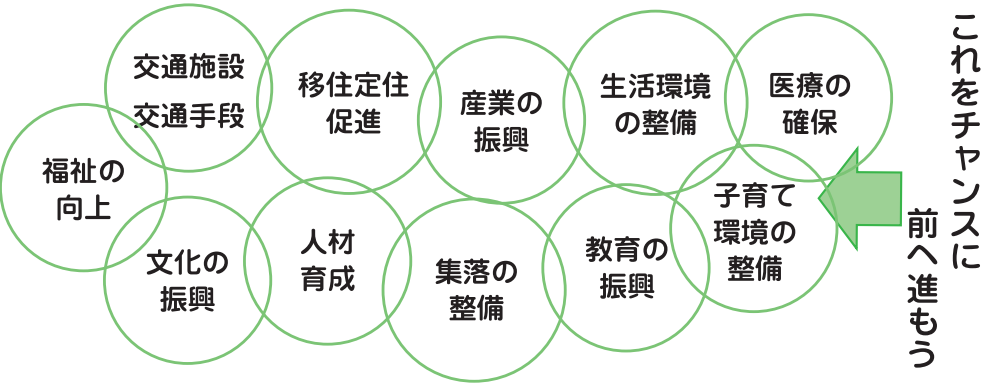 これをチャンスに
前へ進もう
交通施設
交通手段
移住定住
促進
産業の
振興
生活環境
の整備
医療の
確保
福祉の
向上
文化の
振興
人材
育成
集落の
整備
教育の
振興
子育て
環境の
整備